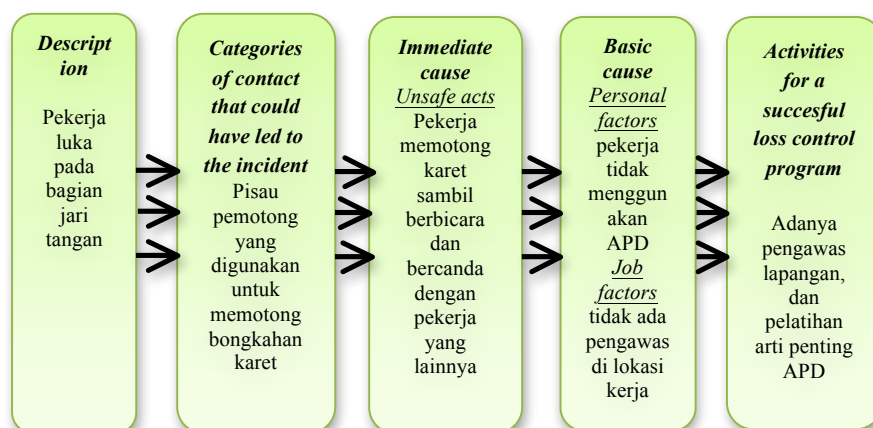 Descript
ion
Pekerja
luka
pada
bagian
jari
tangan
Categories
of contact
that could
have led to
the incident
Pisau
pemotong
yang
digunakan
untuk
memotong
bongkahan
karet
Immediate
cause
Unsafe acts
Pekerja
memotong
karet
sambil
berbicara
dan
bercanda
dengan
pekerja
yang
lainnya
Basic
cause
Personal
factors
pekerja
tidak
menggun
akan
APD
Job
factors
tidak ada
pengawas
di lokasi
kerja
Activities
for a
succesful
loss control
program
Adanya
pengawas
lapangan,
dan
pelatihan
arti penting
APD